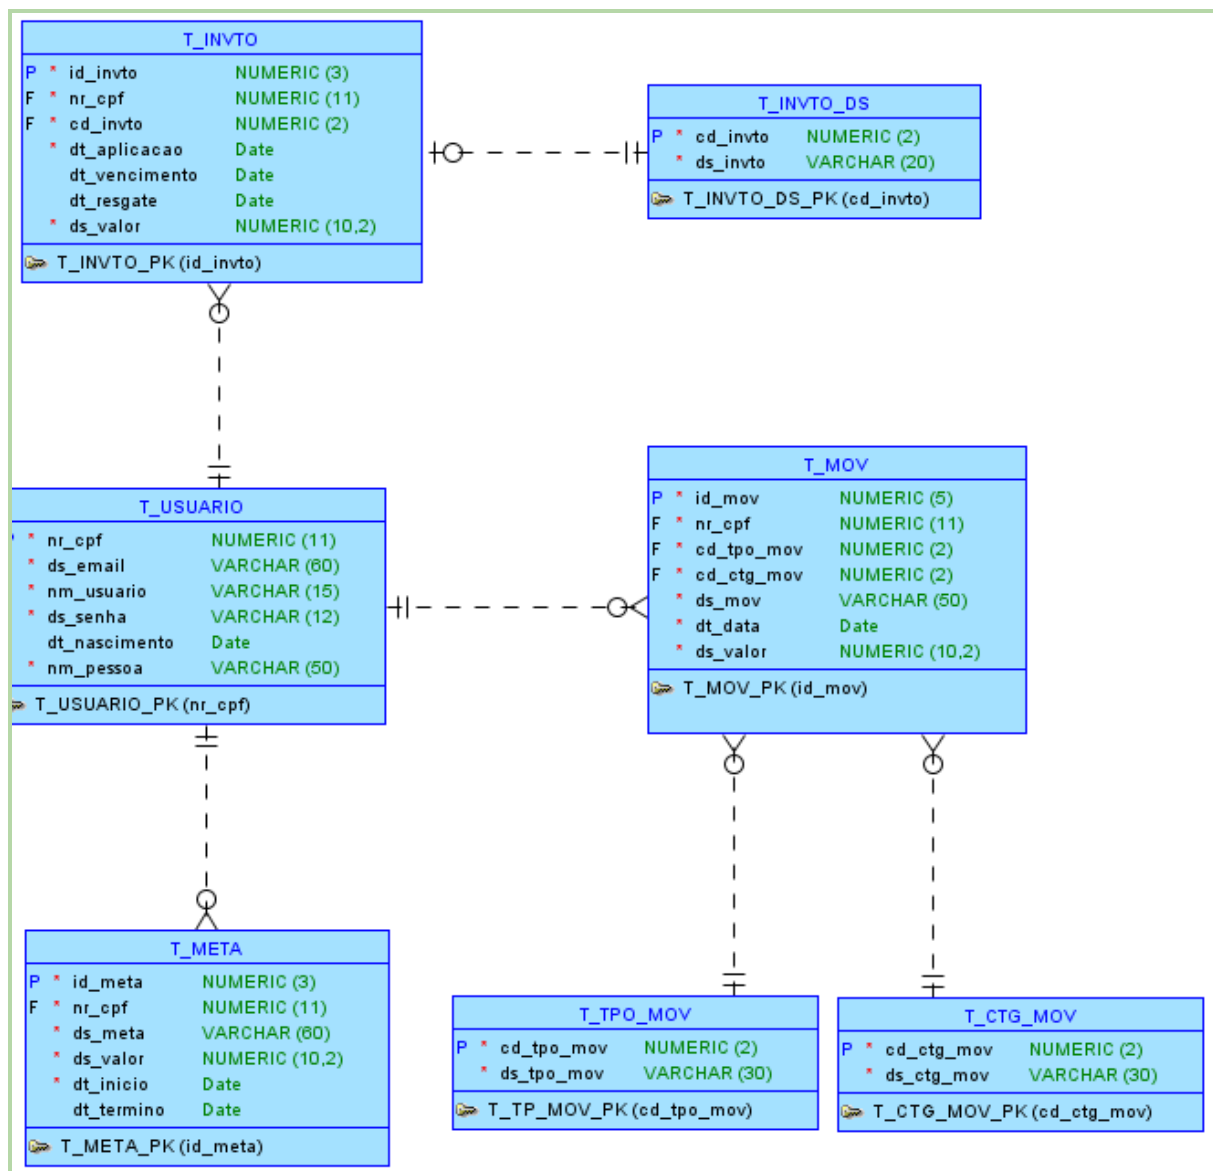 T_INVTO
P * id_invto NUMERIC (3)
F * nr_cpf NUMERIC (11)
F * cd_invto NUMERIC (2)
* dt_aplicacao Date
dt_vencimento Date
dt_resgate Date
* ds_valor NUMERIC (10,2)
T_INVTO_PK (id_invto)
T_INVTO_DS
P * cd_invto NUMERIC (2)
* ds_invto VARCHAR (20)
T_INVTO_DS_PK (cd_invto)
T_USUARIO
* nr_cpf NUMERIC (11)
* ds_email VARCHAR (60)
* nm_usuario VARCHAR (15)
* ds_senha VARCHAR (12)
dt_nascimento Date
* nm_pessoa VARCHAR (50)
T_USUARIO_PK (nr_cpf)
T_MOV
P * id_mov NUMERIC (5)
F * nr_cpf NUMERIC (11)
F * cd_tpo_mov NUMERIC (2)
F * cd_ctg_mov NUMERIC (2)
* ds_mov VARCHAR (50)
* dt_data Date
* ds_valor NUMERIC (10,2)
T_MOV_PK (id_mov)
T_META
P * id_meta NUMERIC (3)
F * nr_cpf NUMERIC (11)
* ds_meta VARCHAR (60)
* ds_valor NUMERIC (10,2)
* dt_inicio Date
dt_termino Date
T_META_PK (id_meta)
T_TPO_MOV
P * cd_tpo_mov NUMERIC (2)
* ds_tpo_mov VARCHAR (30)
T_TP_MOV_PK (cd_tpo_mov)
T_CTG_MOV
P * cd_ctg_mov NUMERIC (2)
* ds_ctg_mov VARCHAR (30)
T_CTG_MOV_PK (cd_ctg_mov)